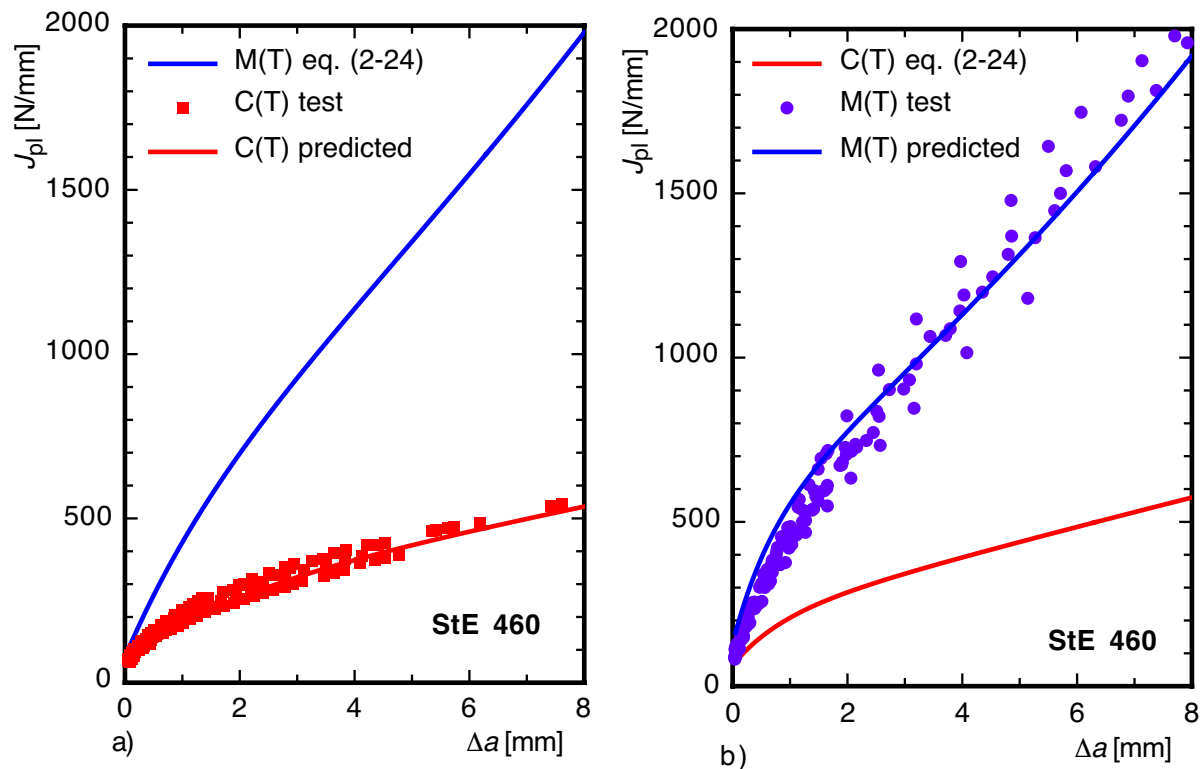 2000
1500
1000
500
0
J_pl [N/mm]
M(T) eq. (2-24)
C(T) test
C(T) predicted
StE 460
0 2 4 6 8
a) Δa [mm]
2000
1500
1000
500
0
J_pl [N/mm]
C(T) eq. (2-24)
M(T) test
M(T) predicted
StE 460
0 2 4 6 8
b) Δa [mm]